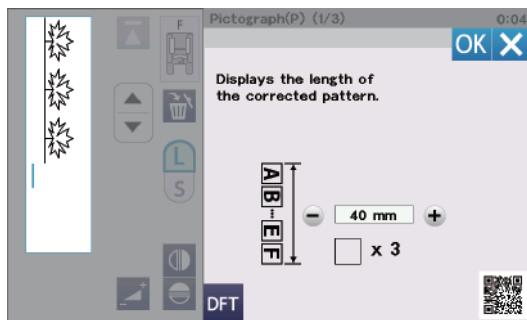 F
Pictograph(P) (1/3)
0:04
OK
Displays the length of
the corrected pattern.
L
S
A
B
E
F
40 mm
x 3
DFT